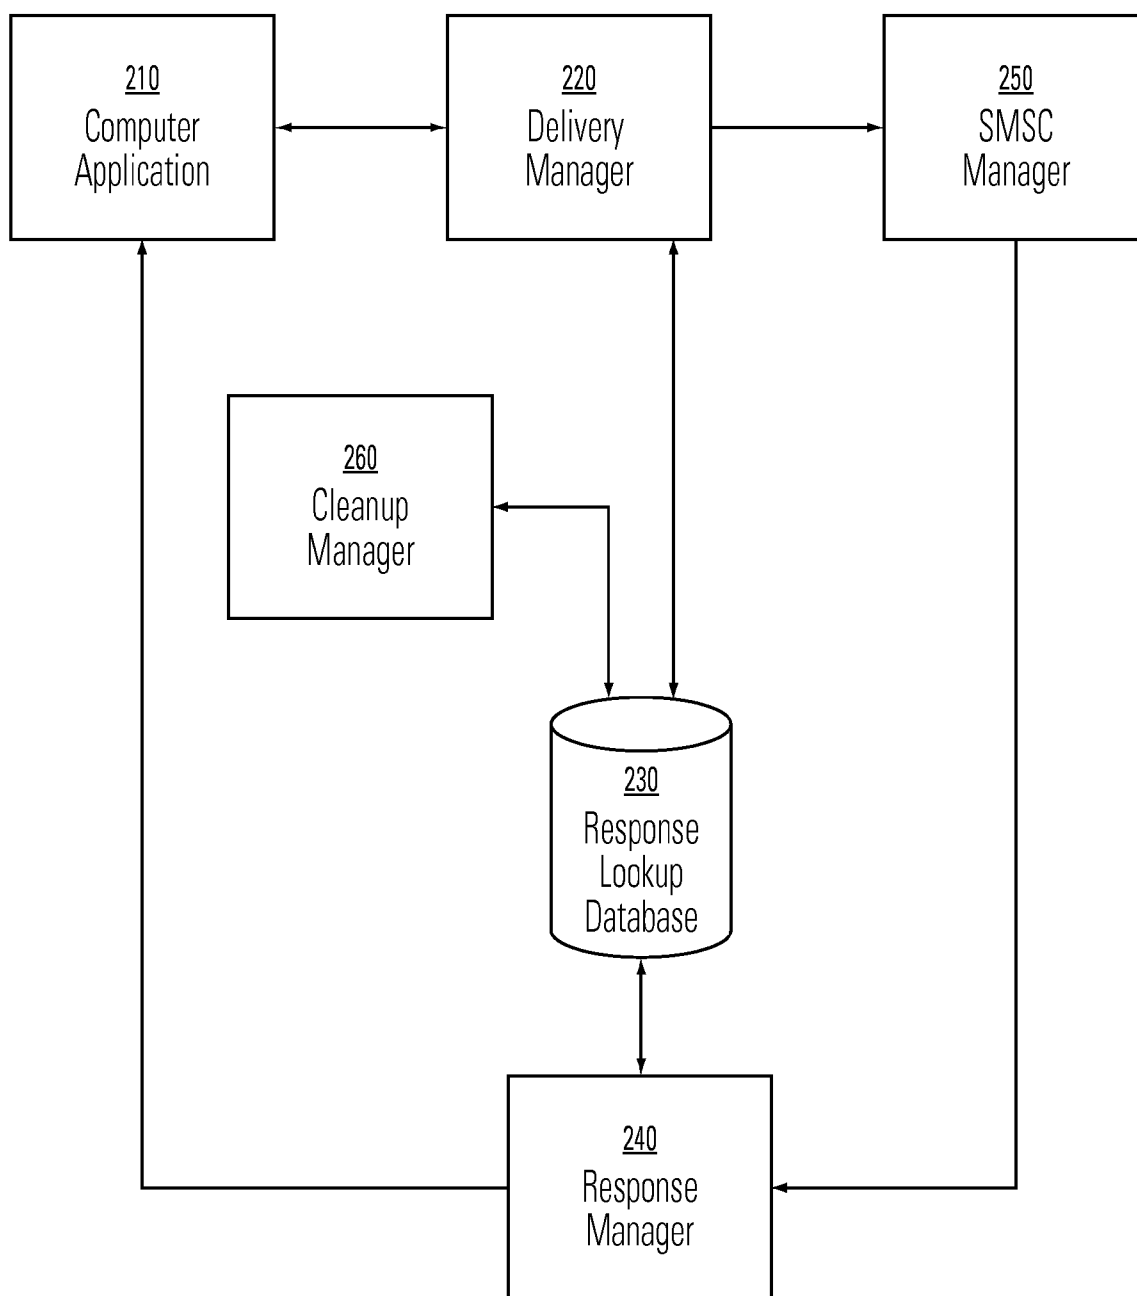 210
Computer
Application
220
Delivery
Manager
250
SMSC
Manager
260
Cleanup
Manager
230
Response
Lookup
Database
240
Response
Manager